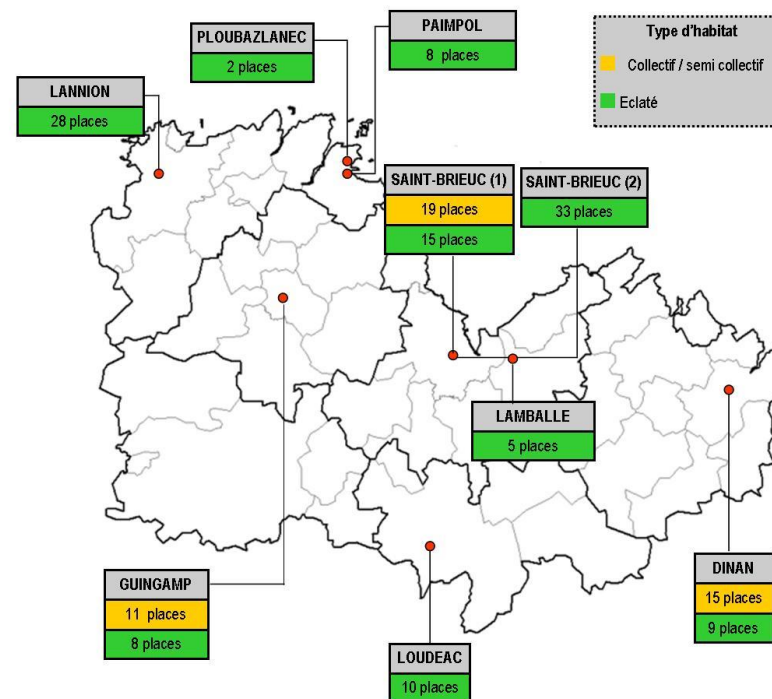 PLOUBAZLANEC
2 places
PAIMPOL
8 places
Type d'habitat
Collectif / semi collectif
Eclaté
LANNION
28 places
SAINT-BRIEUC (1)
19 places
15 places
SAINT-BRIEUC (2)
33 places
LAMBALLE
5 places
GUINGAMP
11 places
8 places
LOUDEAC
10 places
DINAN
15 places
9 places